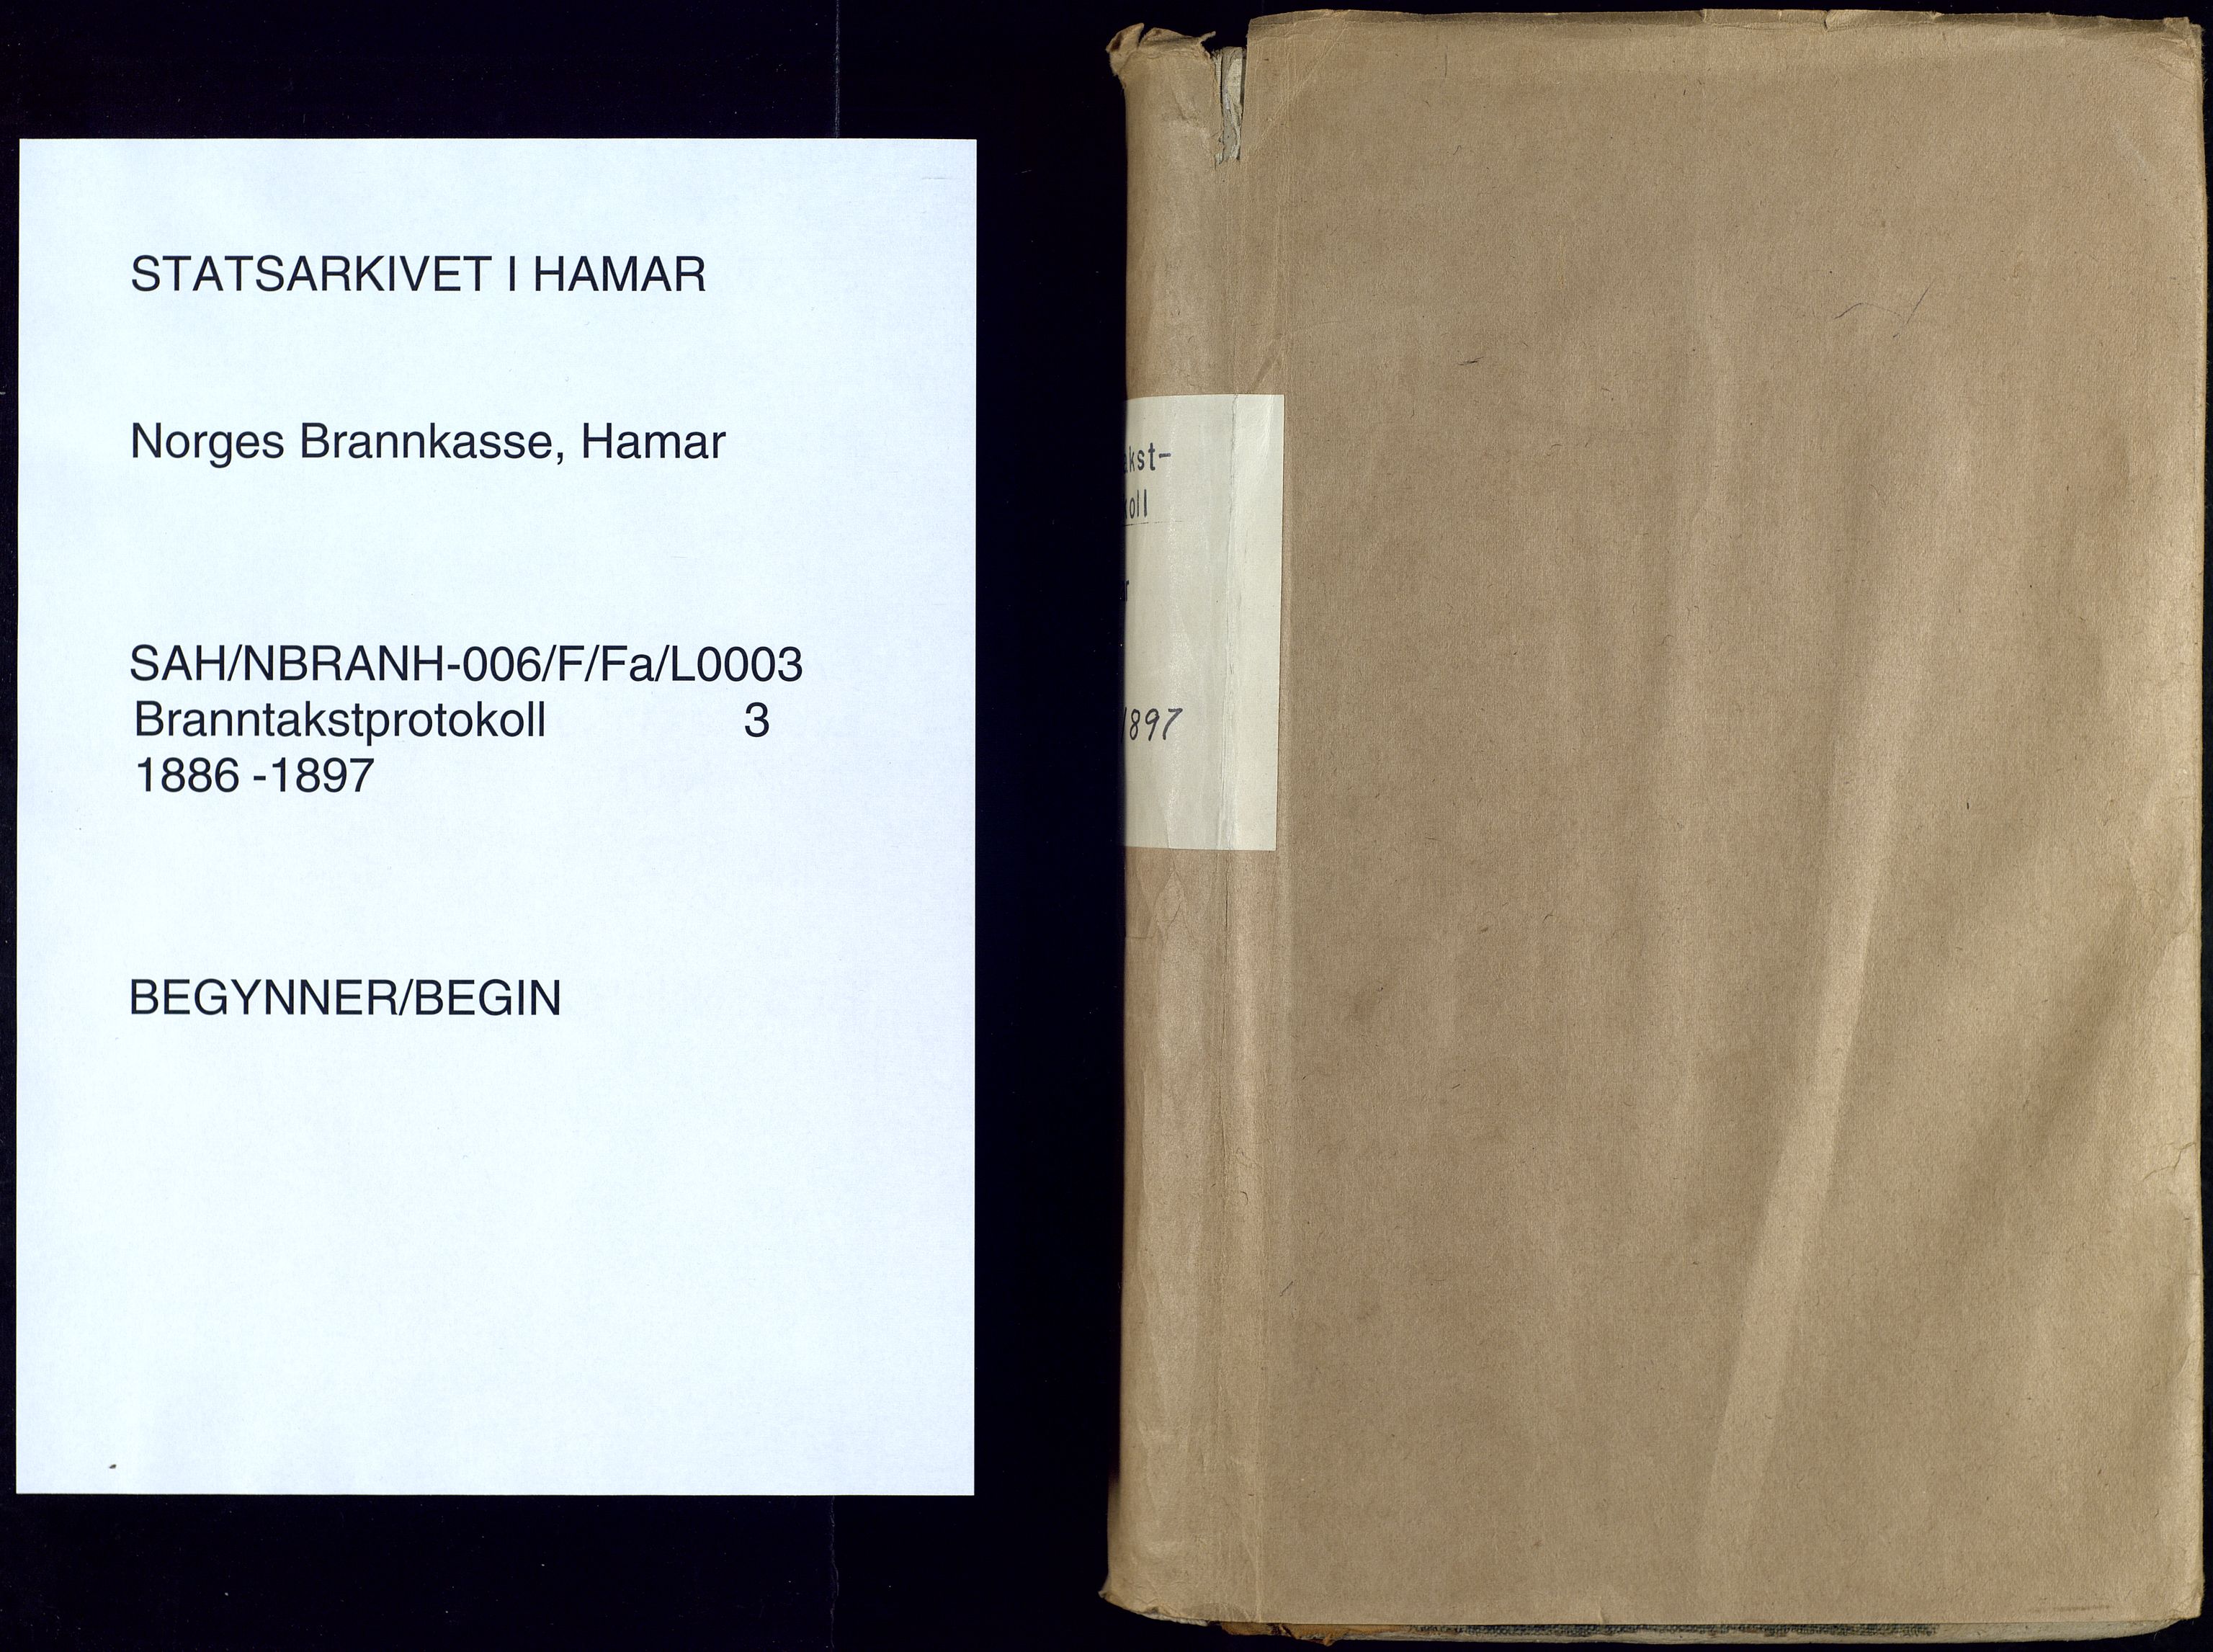 STATSARKIVET I HAMAR
Norges Brannkasse, Hamar
SAH/NBRANH-006/F/Fa/L0003
Branntakstprotokoll 3
1886 -1897
BEGYNNER/BEGIN
akst-
koll
r
1897